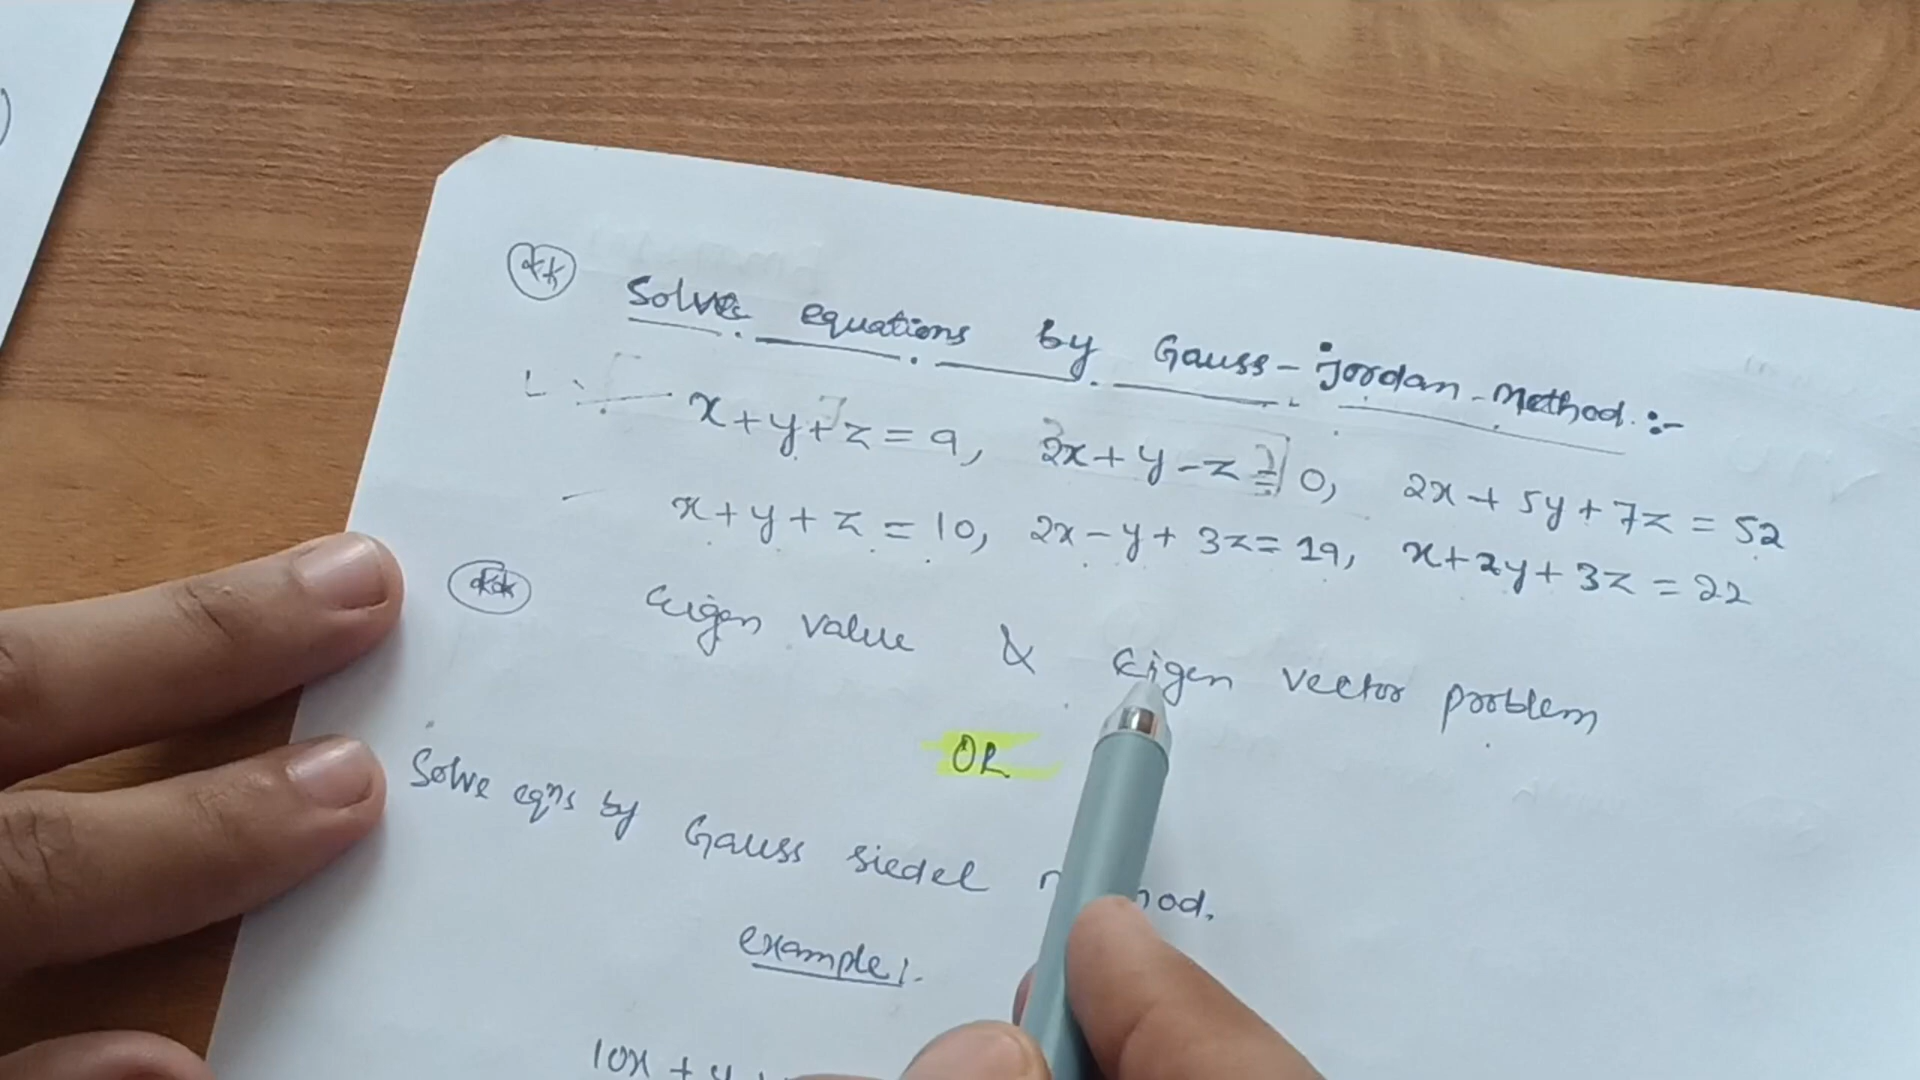 Solve equations by Gauss-Jordan-Method:-
x+y+z=9, 2x+y-z=0, 2x+5y+7z=52
x+y+z=10, 2x-y+3z=19, x+2y+3z=22
Eigen value & Eigen vector problem
OR
Solve eqns by Gauss siedel
example:-
10x + y